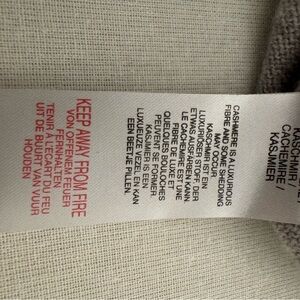 KASCHMIR/
CACHEMIRE /
KASJMIER
CASHMERE IS A LUXURIOUS
FIBRE AND SOME SHEDDING
MAY OCCUR
KASCHMIR IST EIN
LUXURIÖSER STOFF DER
ETWAS AUSFÄRBEN KANN.
LE CACHEMIRE EST UNE
FIBRE DE LUXE ET
QUELQUES BOULOCHES
PEUVENT SE FORMER
KASJMIER IS EEN
LUXUEUZE VEZEL EN KAN
EEN BEETJE PILLEN.
KEEP AWAY FROM FIRE
VON OFFENEM FEUER
FERNHALTEN
TENIR A L'ECART DU FEU
UIT DE BUURT VAN VUUR
HOUDEN